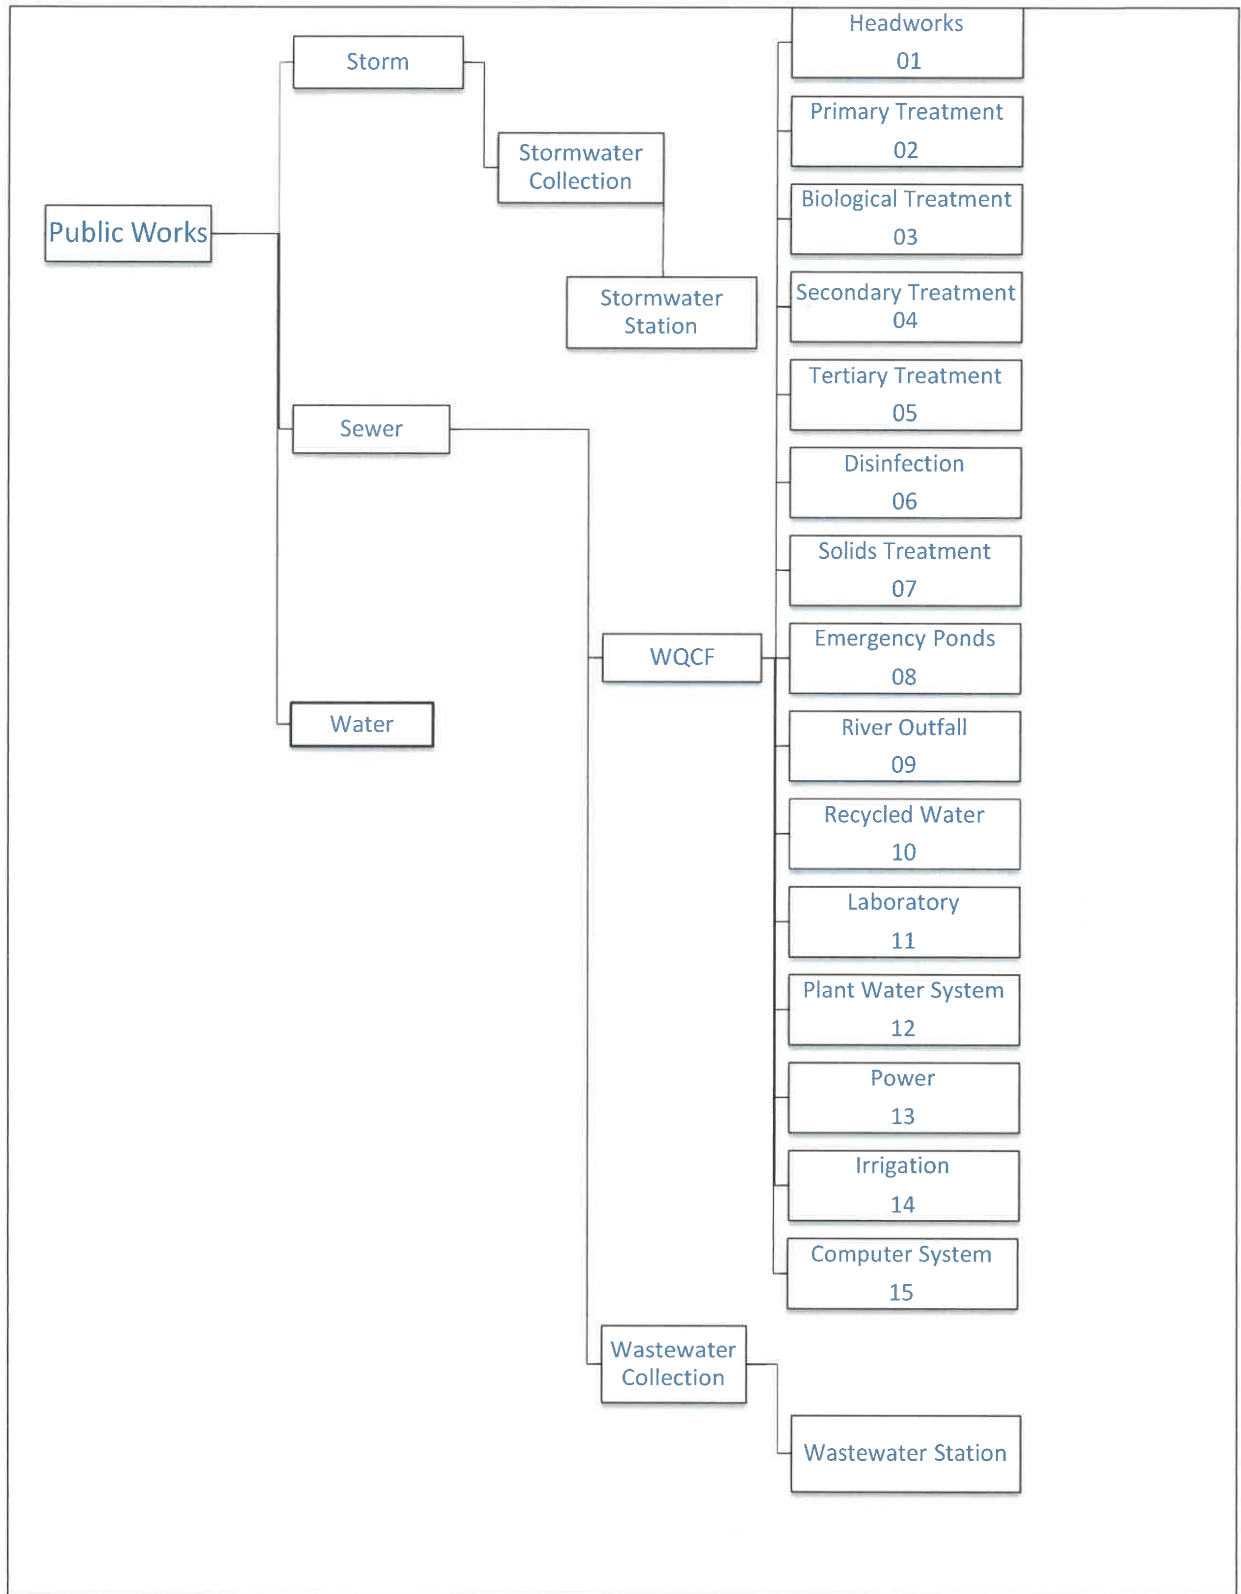 Public Works
Storm
Stormwater
Collection
Stormwater
Station
Sewer
Water
WQCF
Headworks
01
Primary Treatment
02
Biological Treatment
03
Secondary Treatment
04
Tertiary Treatment
05
Disinfection
06
Solids Treatment
07
Emergency Ponds
08
River Outfall
09
Recycled Water
10
Laboratory
11
Plant Water System
12
Power
13
Irrigation
14
Computer System
15
Wastewater
Collection
Wastewater Station